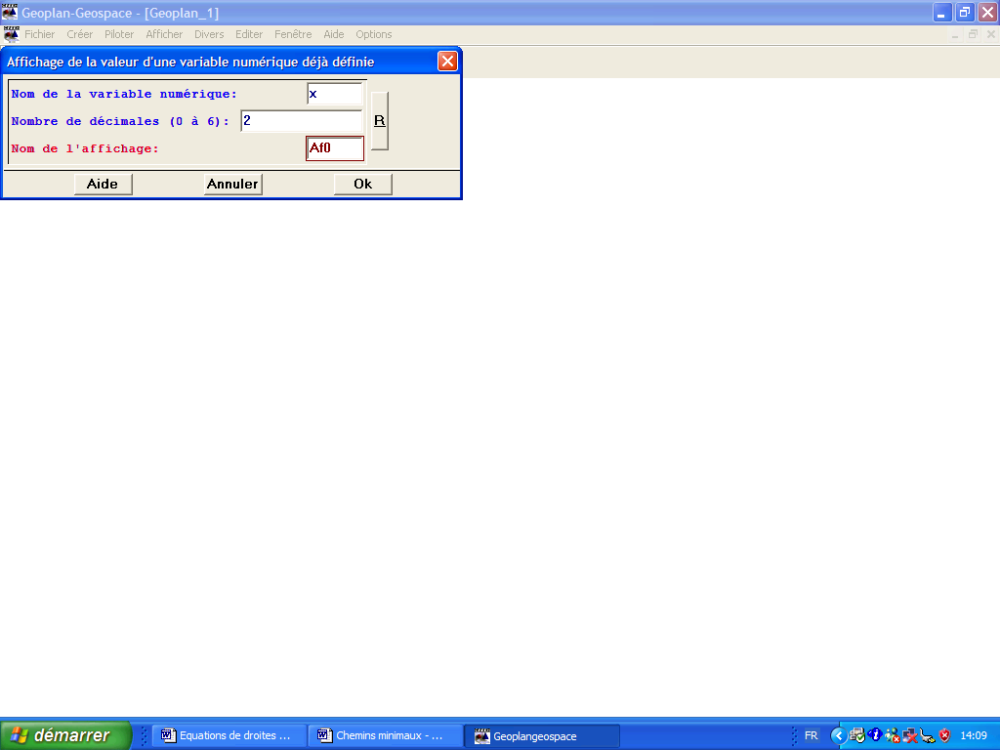 Geoplan-Geospace - [Geoplan_1]
Fichier Créer Piloter Afficher Divers Editer Fenêtre Aide Options
Affichage de la valeur d'une variable numérique déjà définie
Nom de la variable numérique: x
Nombre de décimales (0 à 6): 2
R
Nom de l'affichage: Af0
Aide Annuler Ok
démarrer Equations de droites ... Chemins minimaux - ... Geoplangeospace FR 14:09